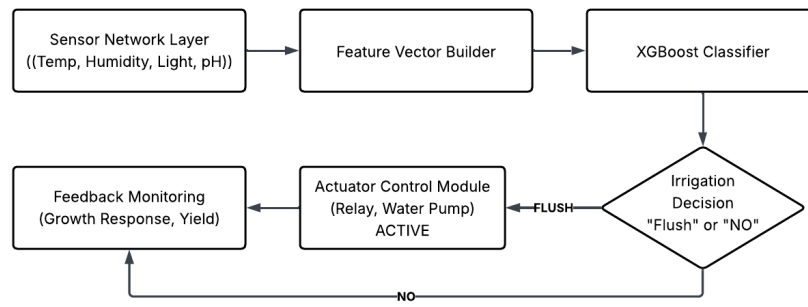 Sensor Network Layer
((Temp, Humidity, Light, pH))
Feature Vector Builder
XGBoost Classifier
Irrigation
Decision
"Flush" or "NO"
FLUSH
Actuator Control Module
(Relay, Water Pump)
ACTIVE
Feedback Monitoring
(Growth Response, Yield)
NO